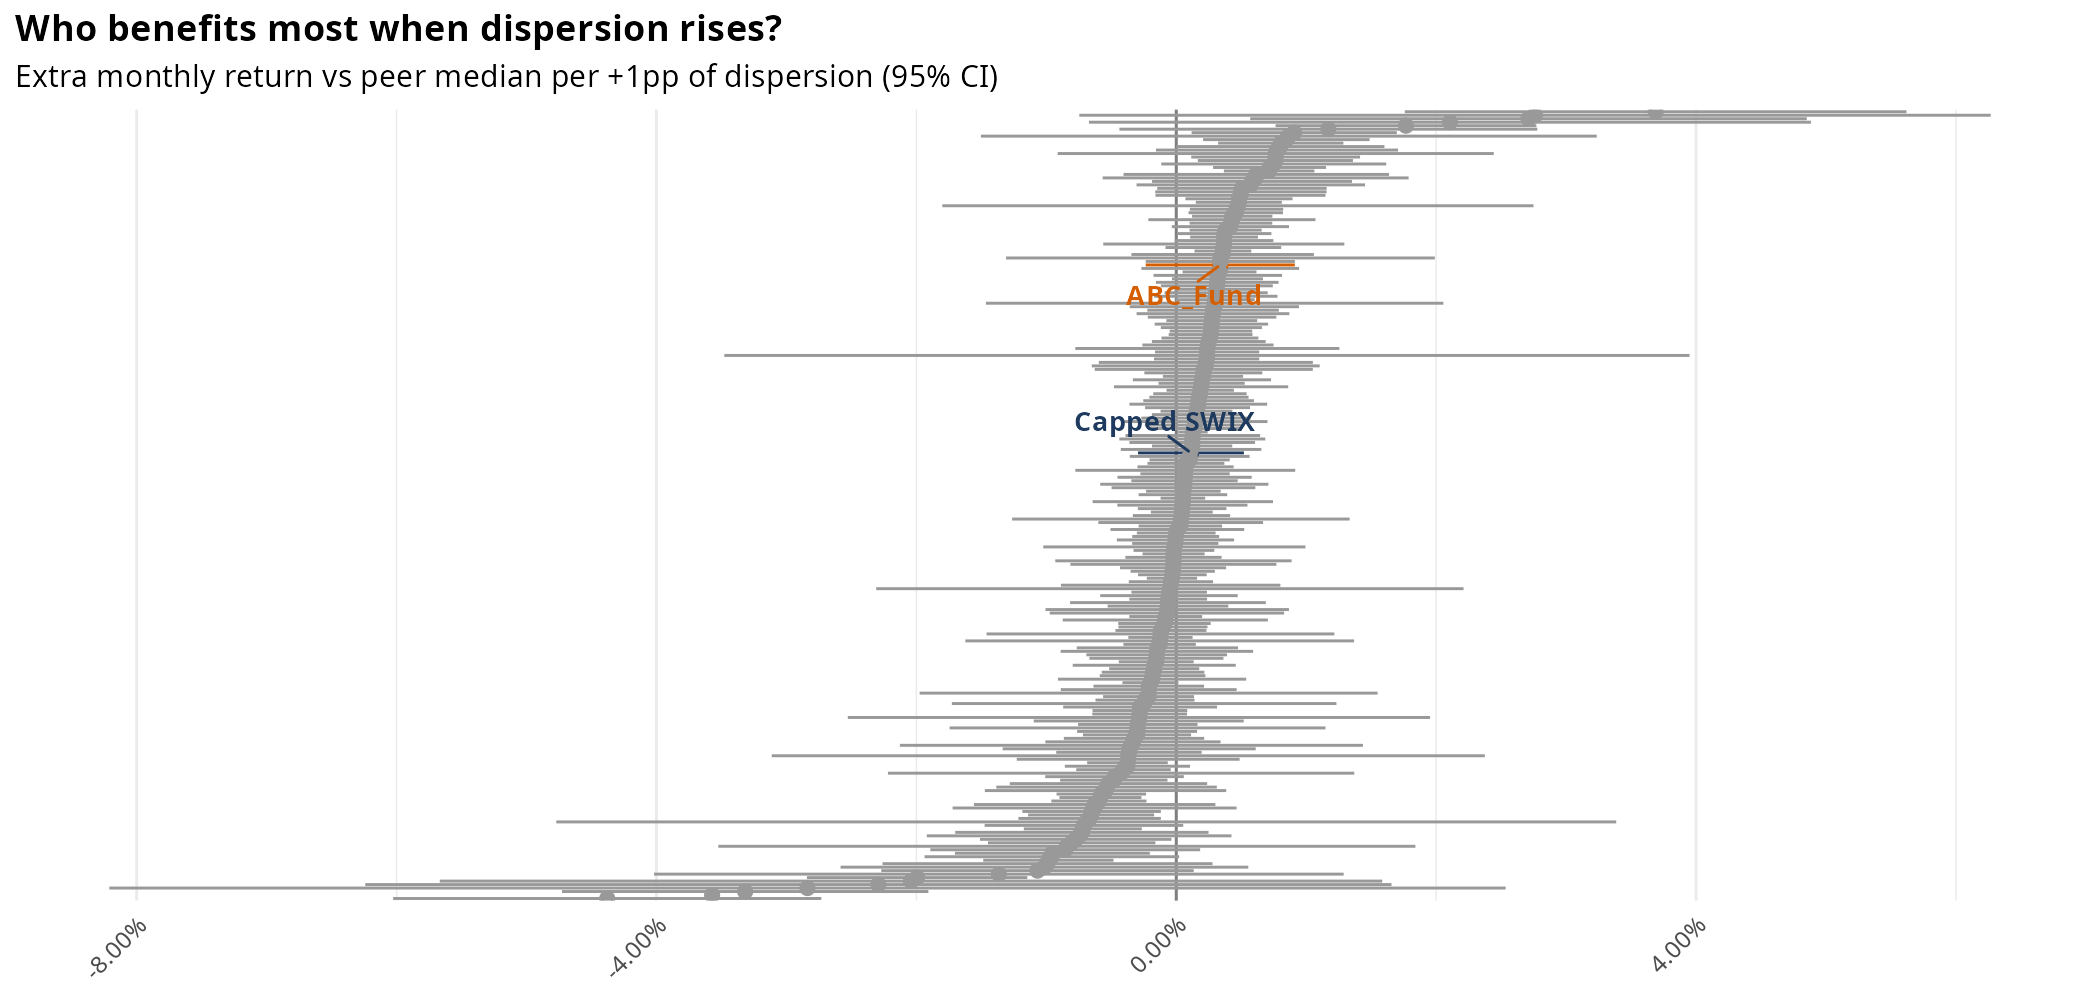 Who benefits most when dispersion rises?
Extra monthly return vs peer median per +1pp of dispersion (95% CI)
ABC_Fund
Capped SWIX
-8.00%
-4.00%
0.00%
4.00%